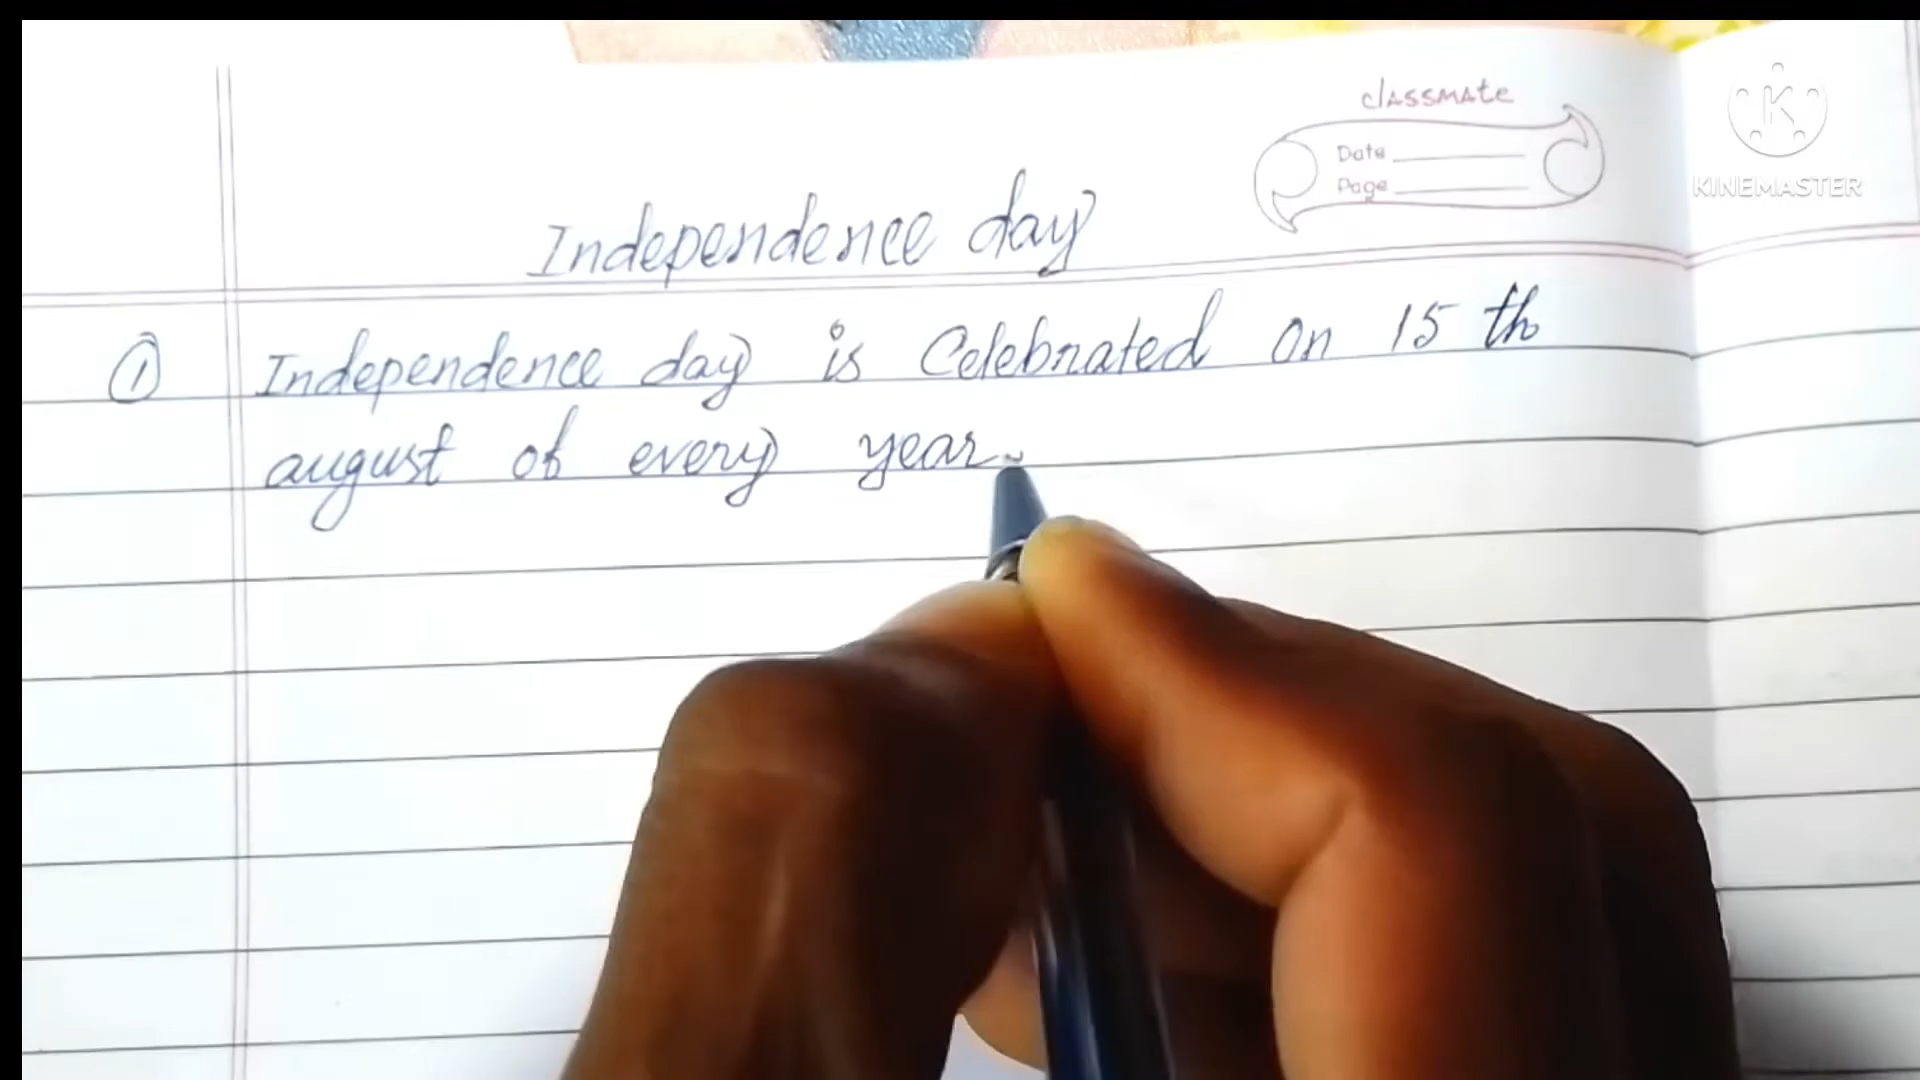 classmate
Date
Page
KINEMASTER
Independence day
① Independence day is Celebrated on 15 th
august of every year.